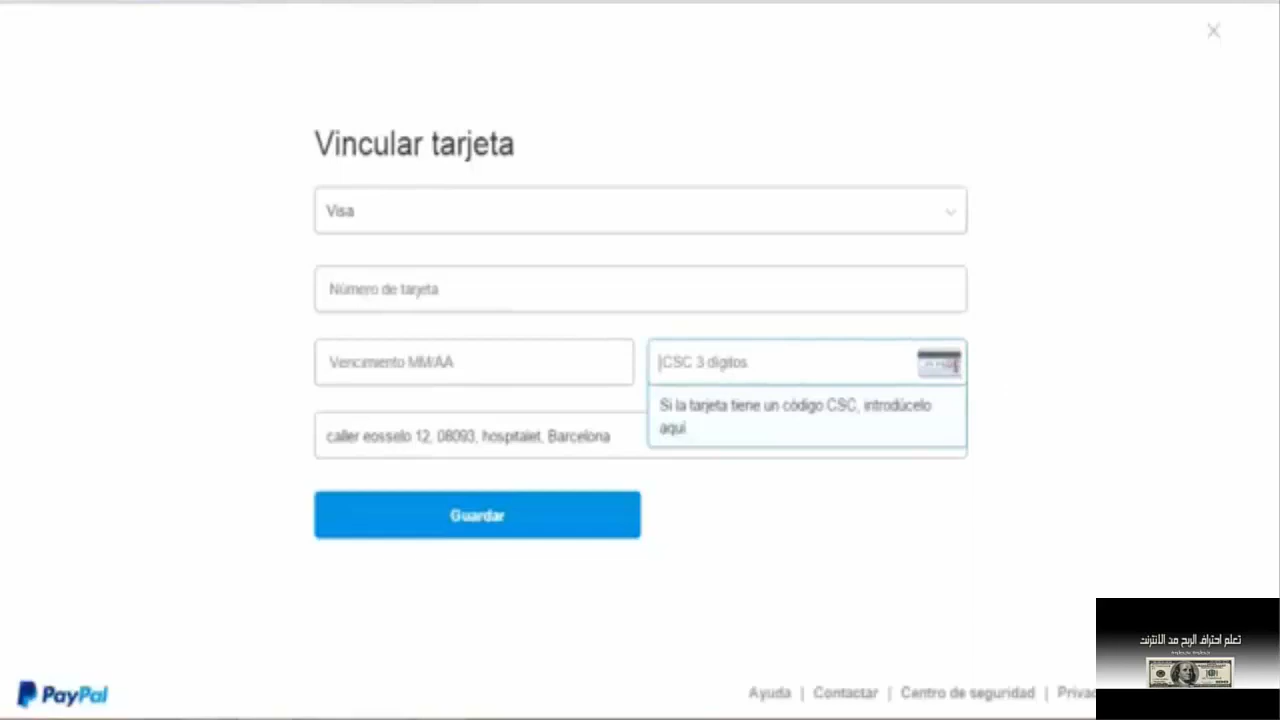 Vincular tarjeta
Visa
Número de tarjeta
Vencimiento MM/AA
CSC 3 dígitos
Si la tarjeta tiene un código CSC, introdúcelo
aquí
caller eosselo 12, 08093, hospitalet, Barcelona
Guardar
PayPal
Ayuda | Contactar | Centro de seguridad | Privac
تعلم احتراف الربح من الانترنت